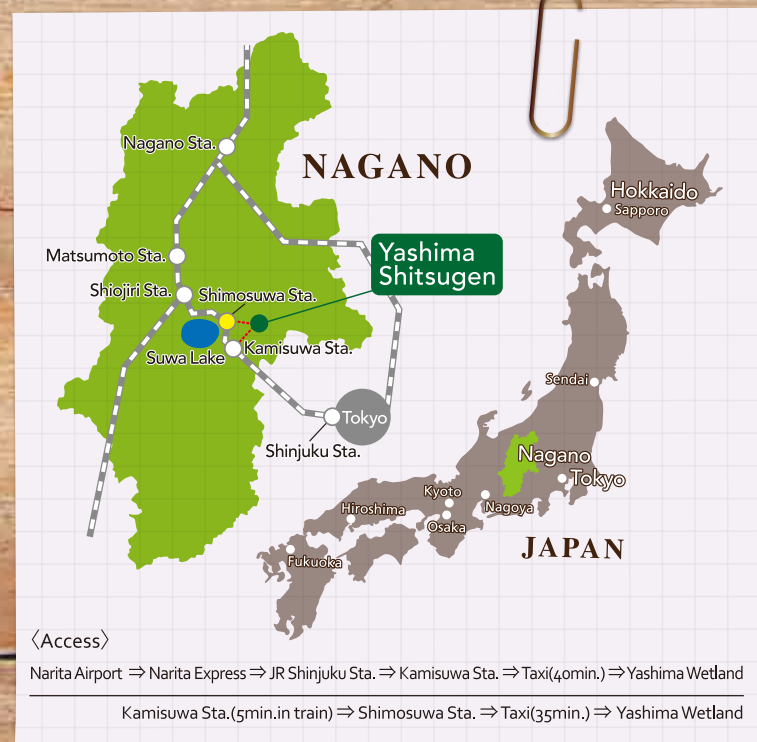 Nagano Sta.
NAGANO
Matsumoto Sta.
Yashima
Shitsugen
Shiojiri Sta.
Shimosuwa Sta.
Suwa Lake
Kamisuwa Sta.
Tokyo
Shinjuku Sta.
Hokkaido
Sapporo
Sendai
Nagano
Tokyo
Kyoto
Nagoya
Hiroshima
Osaka
Fukuoka
JAPAN
〈Access〉
Narita Airport ⇒ Narita Express ⇒ JR Shinjuku Sta. ⇒ Kamisuwa Sta. ⇒ Taxi(40min.) ⇒ Yashima Wetland
Kamisuwa Sta.(5min.in train) ⇒ Shimosuwa Sta. ⇒ Taxi(35min.) ⇒ Yashima Wetland